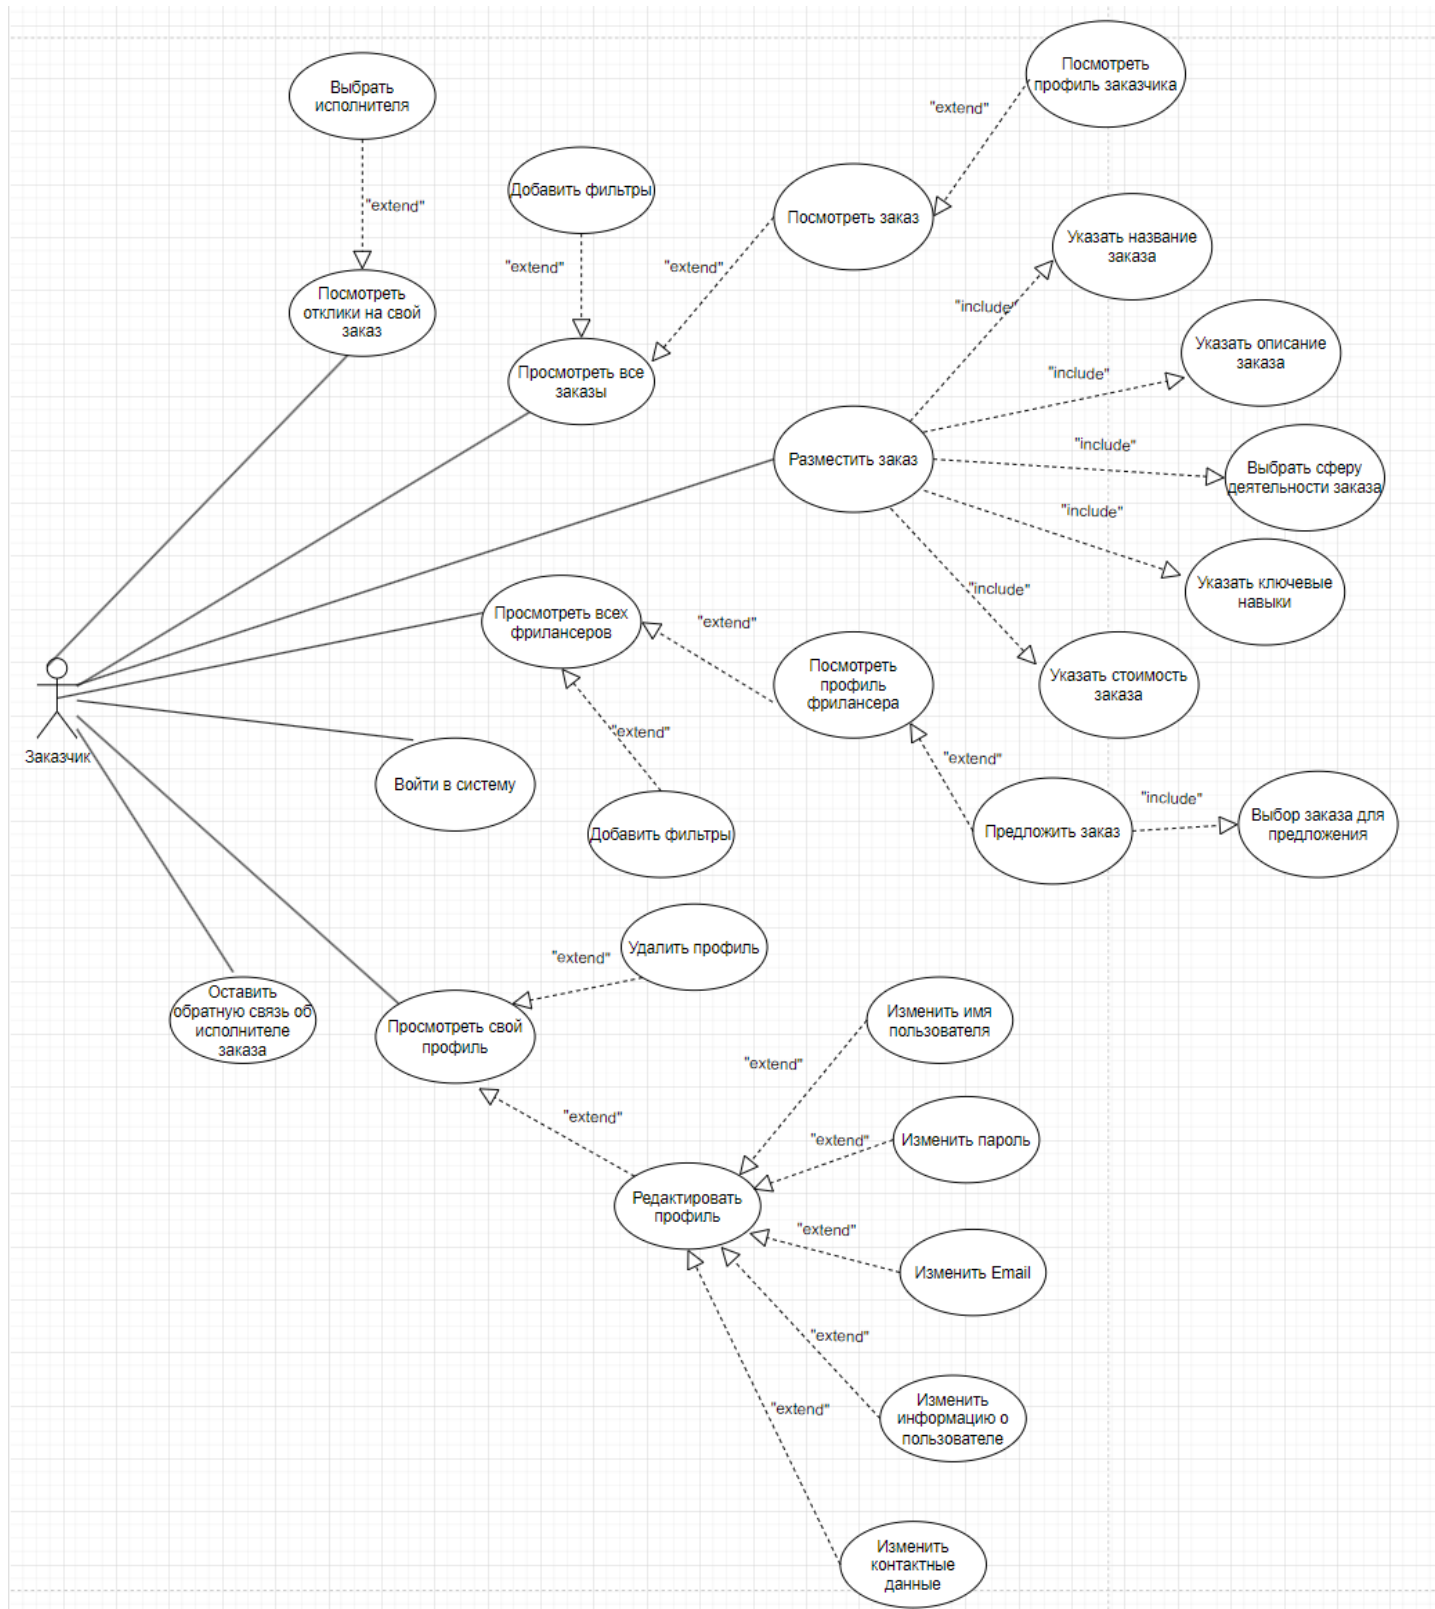 Посмотреть
профиль заказчика
Выбрать
исполнителя
"extend"
Добавить фильтры
"extend"
Посмотреть заказ
Указать название
заказа
"extend"
"extend"
Посмотреть
отклики на свой
заказ
"include"
Указать описание
заказа
Просмотреть все
заказы
"include"
Разместить заказ
"include"
Выбрать сферу
деятельности заказа
"include"
Указать ключевые
навыки
"include"
Просмотреть всех
фрилансеров
"extend"
Посмотреть
профиль
фрилансера
Указать стоимость
заказа
"extend"
Заказчик
"extend"
Войти в систему
Добавить фильтры
Предложить заказ
"include"
Выбор заказа для
предложения
Удалить профиль
"extend"
Оставить
обратную связь об
исполнителе
заказа
Просмотреть свой
профиль
Изменить имя
пользователя
"extend"
"extend"
"extend"
Изменить пароль
Редактировать
профиль
"extend"
Изменить Email
"extend"
Изменить
информацию о
пользователе
"extend"
Изменить
контактные
данные